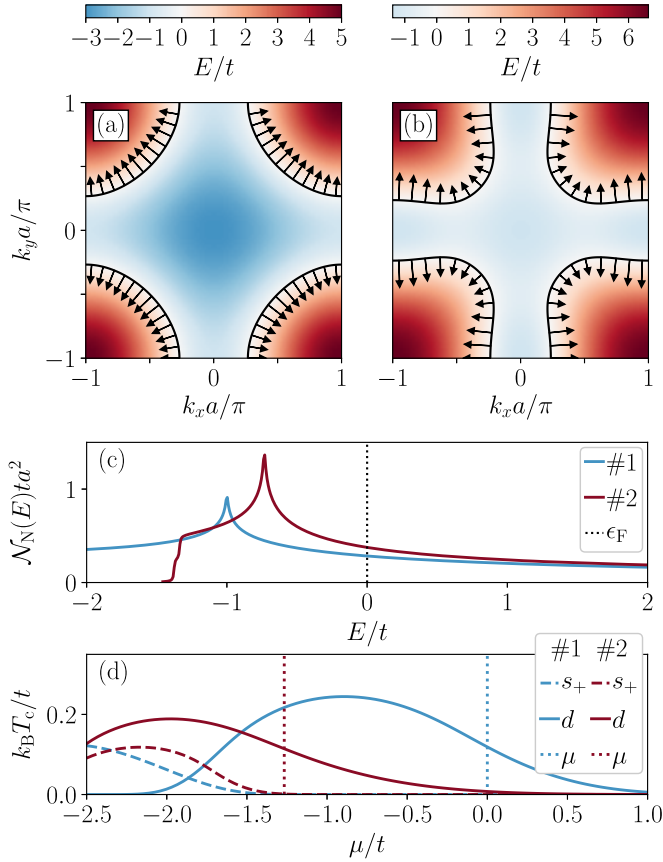 −3 −2 −1 0 1 2 3 4 5
E/t
−1 0 1 2 3 4 5 6
E/t
(a)
(b)
1
0
−1
k_y a/π
−1 0 1
k_x a/π
−1 0 1
k_x a/π
(c)
#1
#2
ϵ_F
1
0
𝒩_N(E)ta²
−2 −1 0 1 2
E/t
(d)
#1 #2
s₊ s₊
d d
μ μ
0.2
0.0
k_B T_c/t
−2.5 −2.0 −1.5 −1.0 −0.5 0.0 0.5 1.0
μ/t